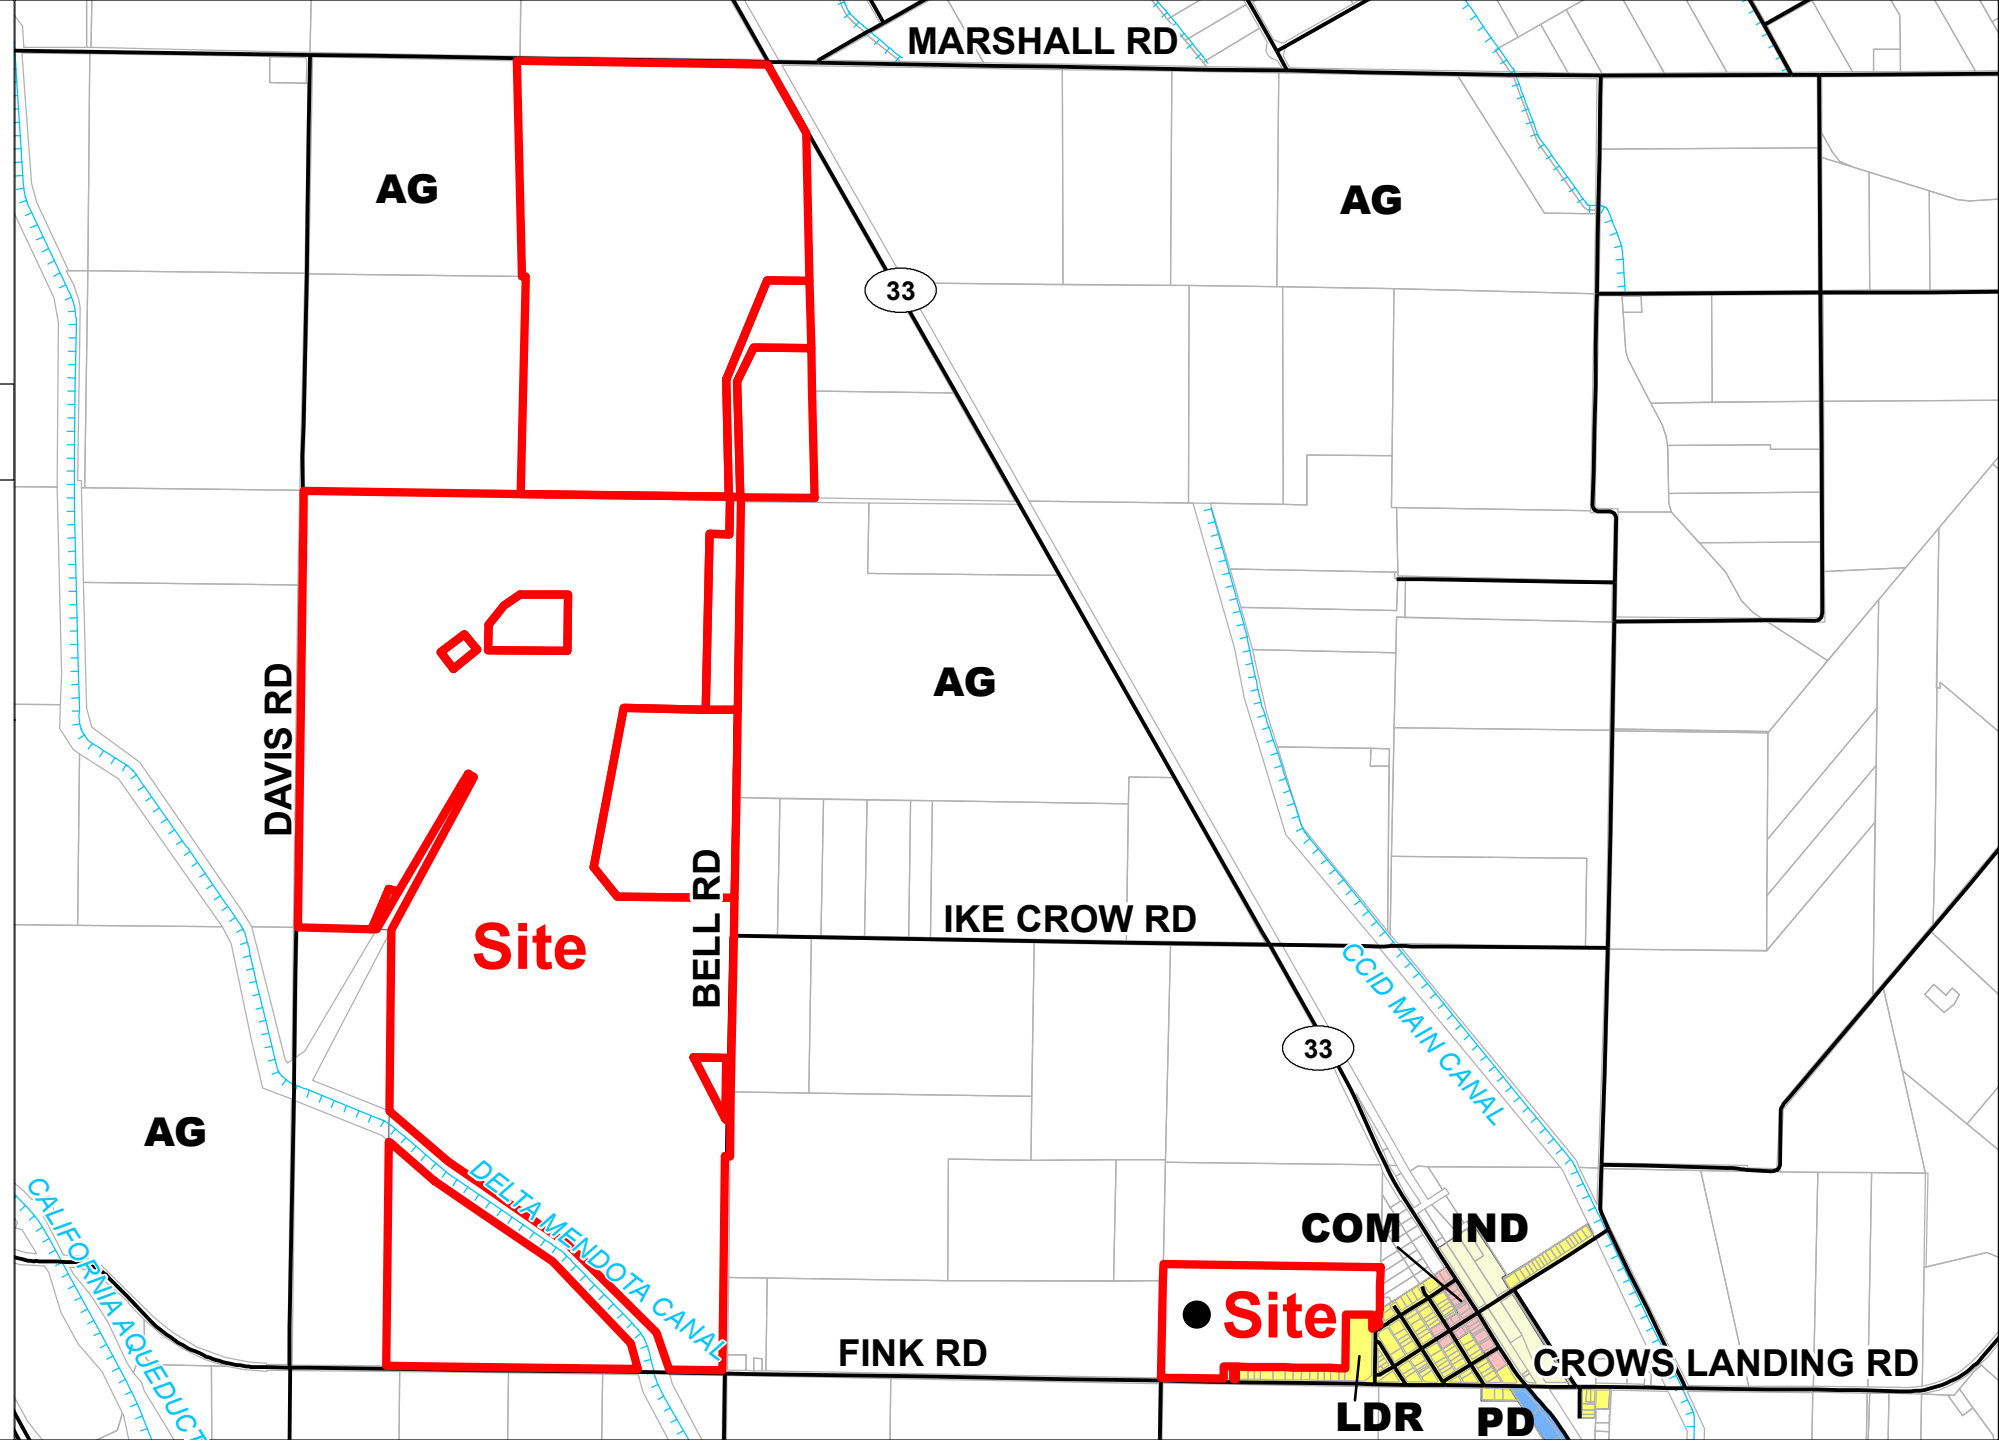 MARSHALL RD
AG
AG
33
DAVIS RD
AG
BELL RD
IKE CROW RD
Site
CCID MAIN CANAL
33
AG
DELTA MENDOTA CANAL
CALIFORNIA AQUEDUCT
COM
IND
Site
FINK RD
CROWS LANDING RD
LDR
PD